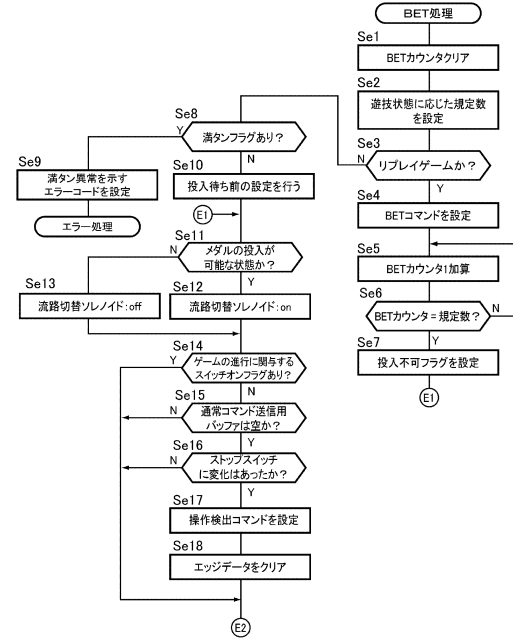 BET処理
Se1
BETカウンタクリア
Se2
遊技状態に応じた規定数
を設定
Se3
N
リプレイゲームか？
Y
Se4
BETコマンドを設定
Se5
BETカウンタ1加算
Se6
BETカウンタ＝規定数？
N
Y
Se7
投入不可フラグを設定
E1
Se8
Y
満タンフラグあり？
N
Se9
満タン異常を示す
エラーコードを設定
エラー処理
Se10
投入待ち前の設定を行う
E1
Se11
N
メダルの投入が
可能な状態か？
Y
Se13
流路切替ソレノイド：off
Se12
流路切替ソレノイド：on
Se14
Y
ゲームの進行に関与する
スイッチオンフラグあり？
N
Se15
N
通常コマンド送信用
バッファは空か？
Y
Se16
N
ストップスイッチ
に変化はあったか？
Y
Se17
操作検出コマンドを設定
Se18
エッジデータをクリア
E2